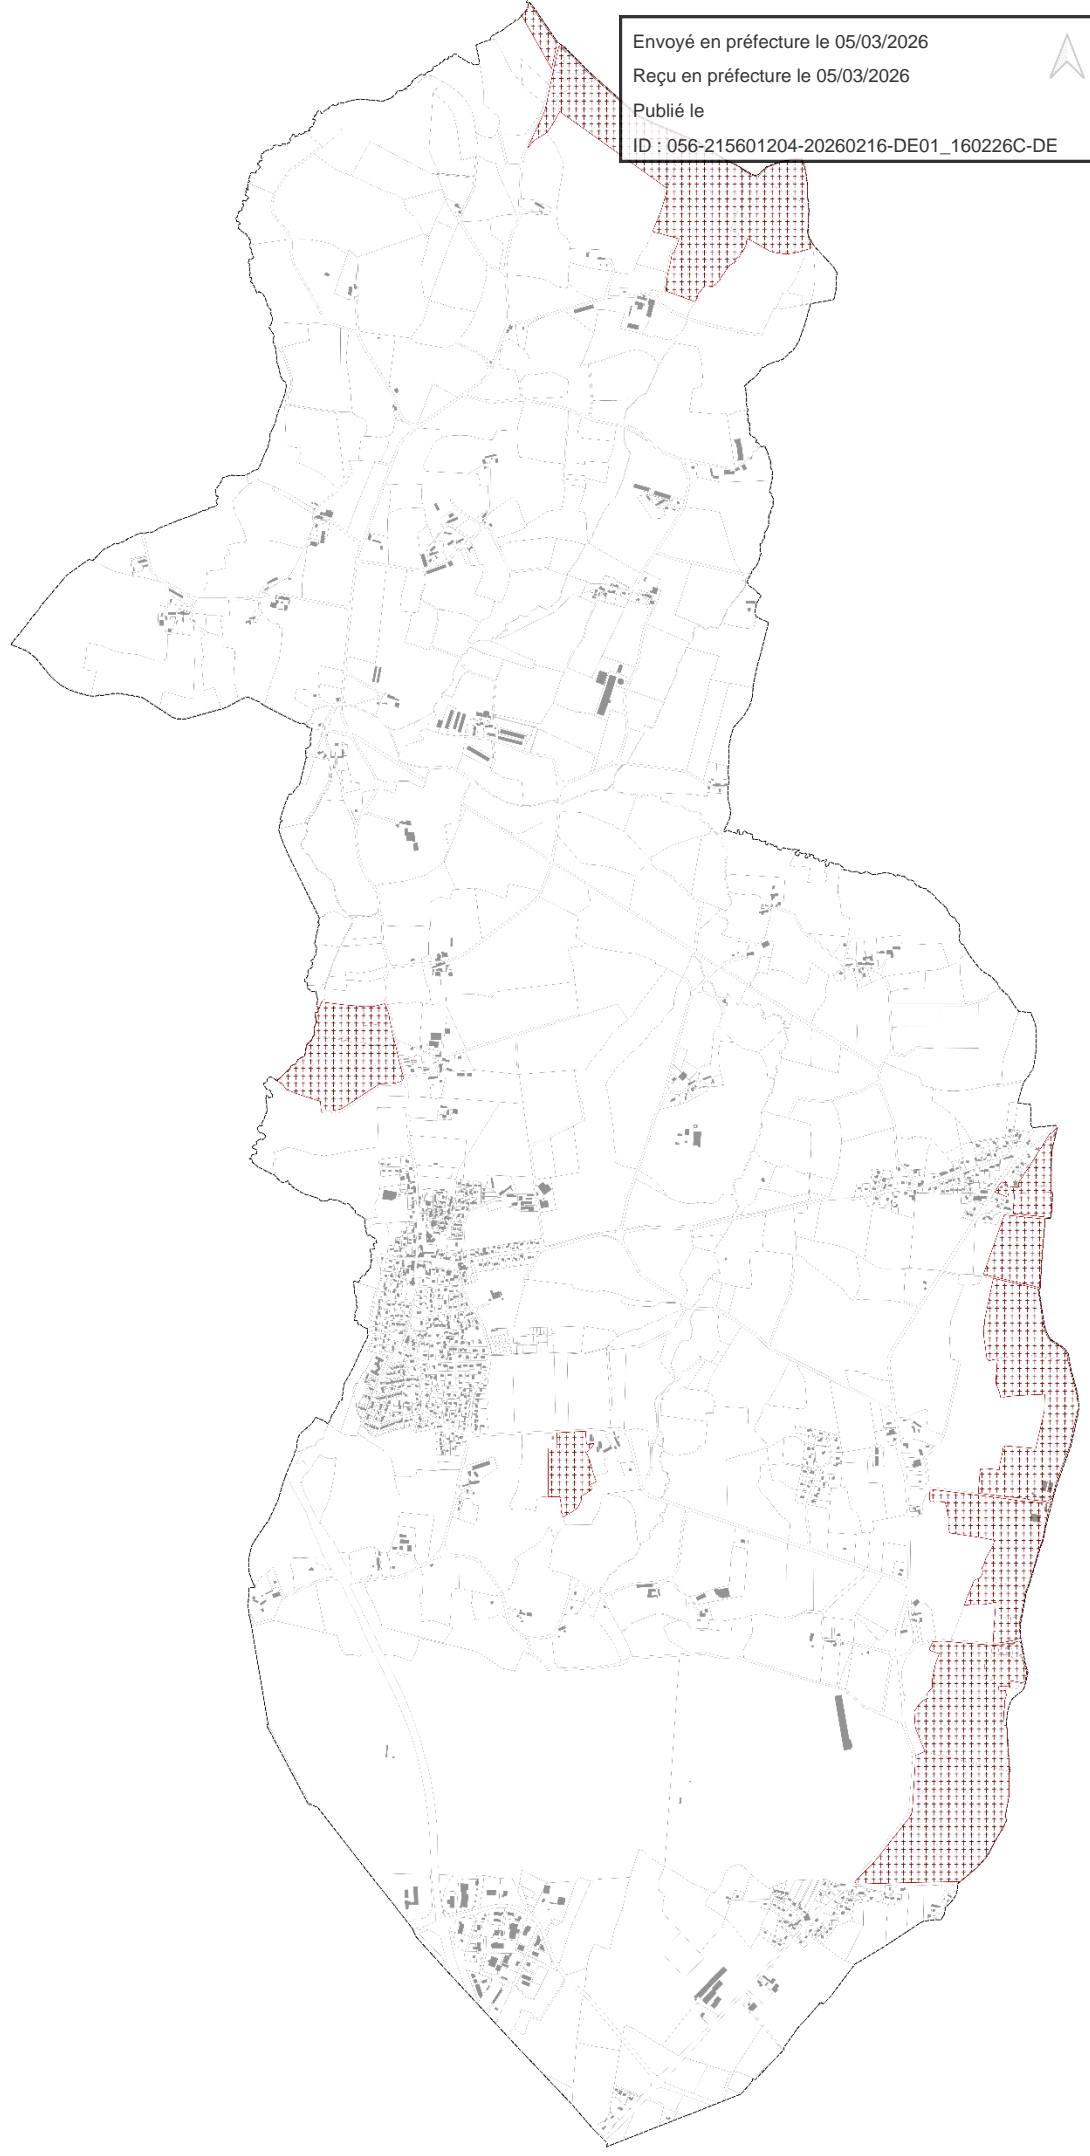 Envoyé en préfecture le 05/03/2026
Reçu en préfecture le 05/03/2026
Publié le
ID : 056-215601204-20260216-DE01_160226C-DE